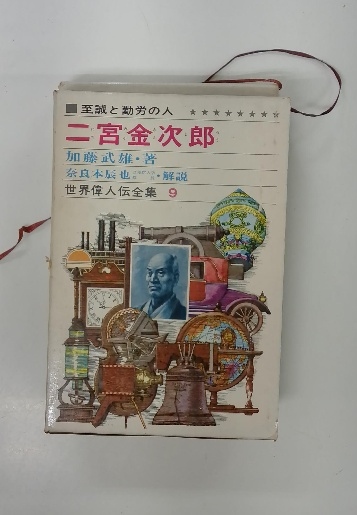 ■至誠と勤労の人 ★★★★★★★★
二宮金次郎
加藤武雄・著
奈良本辰也・解説
世界偉人伝全集 9